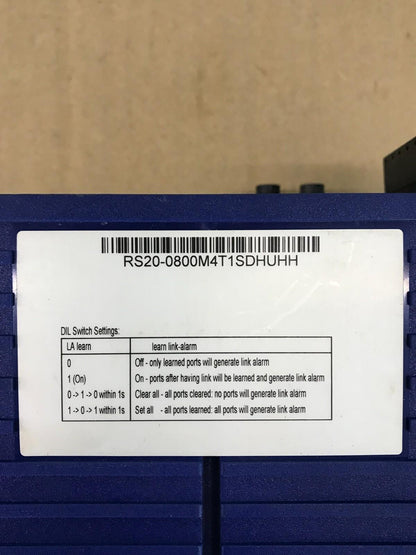 RS20-0800M4T1SDHUHH
DIL Switch Settings:
LA learn learn link-alarm
0 Off - only learned ports will generate link alarm
1 (On) On - ports after having link will be learned and generate link alarm
0 -> 1 -> 0 within 1s Clear all - all ports cleared: no ports will generate link alarm
1 -> 0 -> 1 within 1s Set all - all ports learned: all ports will generate link alarm